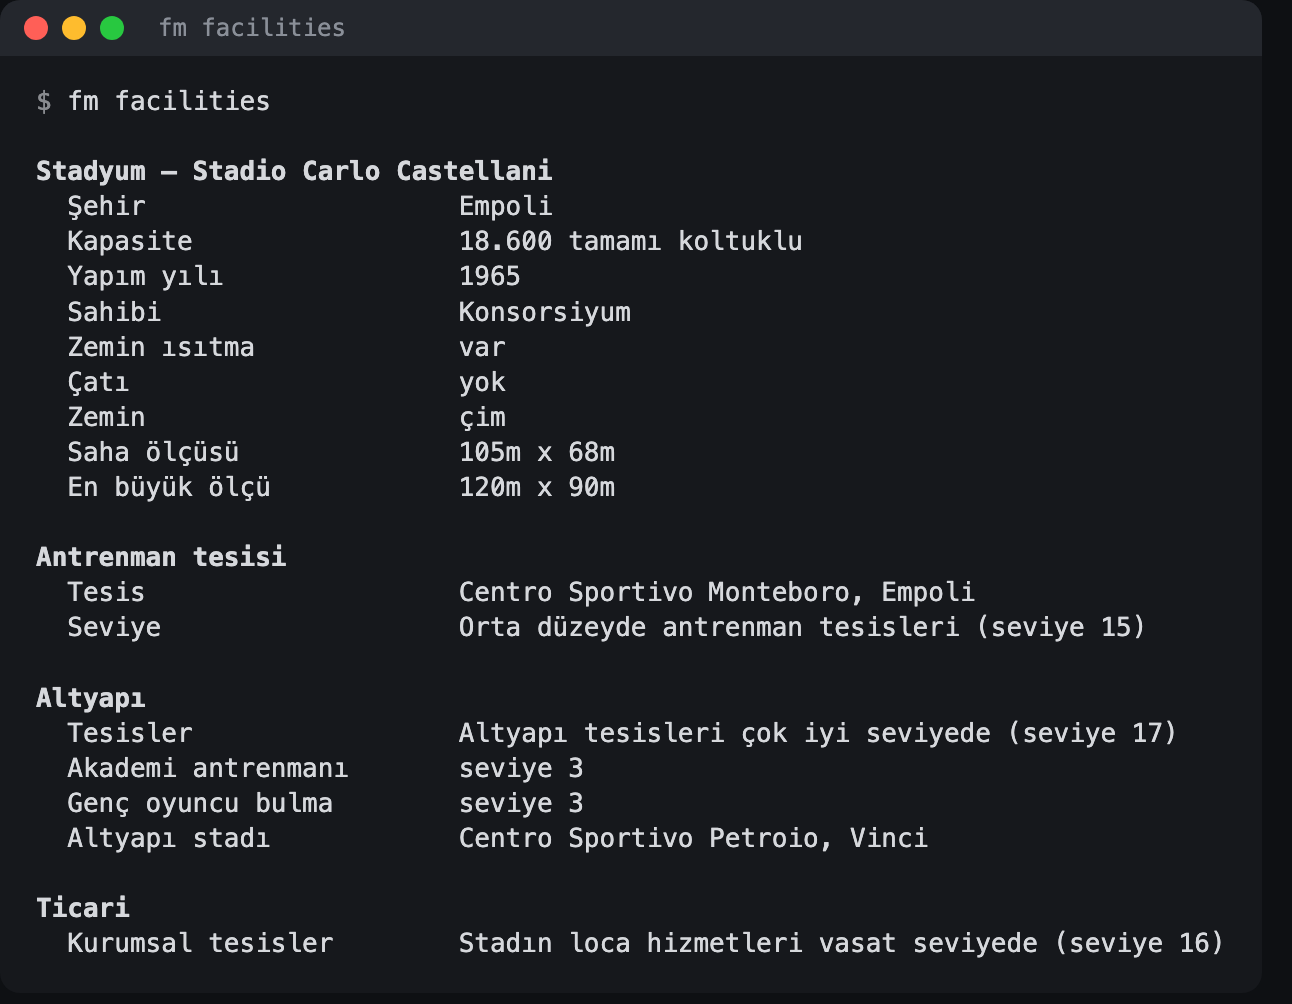 fm facilities
$ fm facilities
Stadyum — Stadio Carlo Castellani
Şehir Empoli
Kapasite 18.600 tamamı koltuklu
Yapım yılı 1965
Sahibi Konsorsiyum
Zemin ısıtma var
Çatı yok
Zemin çim
Saha ölçüsü 105m x 68m
En büyük ölçü 120m x 90m
Antrenman tesisi
Tesis Centro Sportivo Monteboro, Empoli
Seviye Orta düzeyde antrenman tesisleri (seviye 15)
Altyapı
Tesisler Altyapı tesisleri çok iyi seviyede (seviye 17)
Akademi antrenmanı seviye 3
Genç oyuncu bulma seviye 3
Altyapı stadı Centro Sportivo Petroio, Vinci
Ticari
Kurumsal tesisler Stadın loca hizmetleri vasat seviyede (seviye 16)